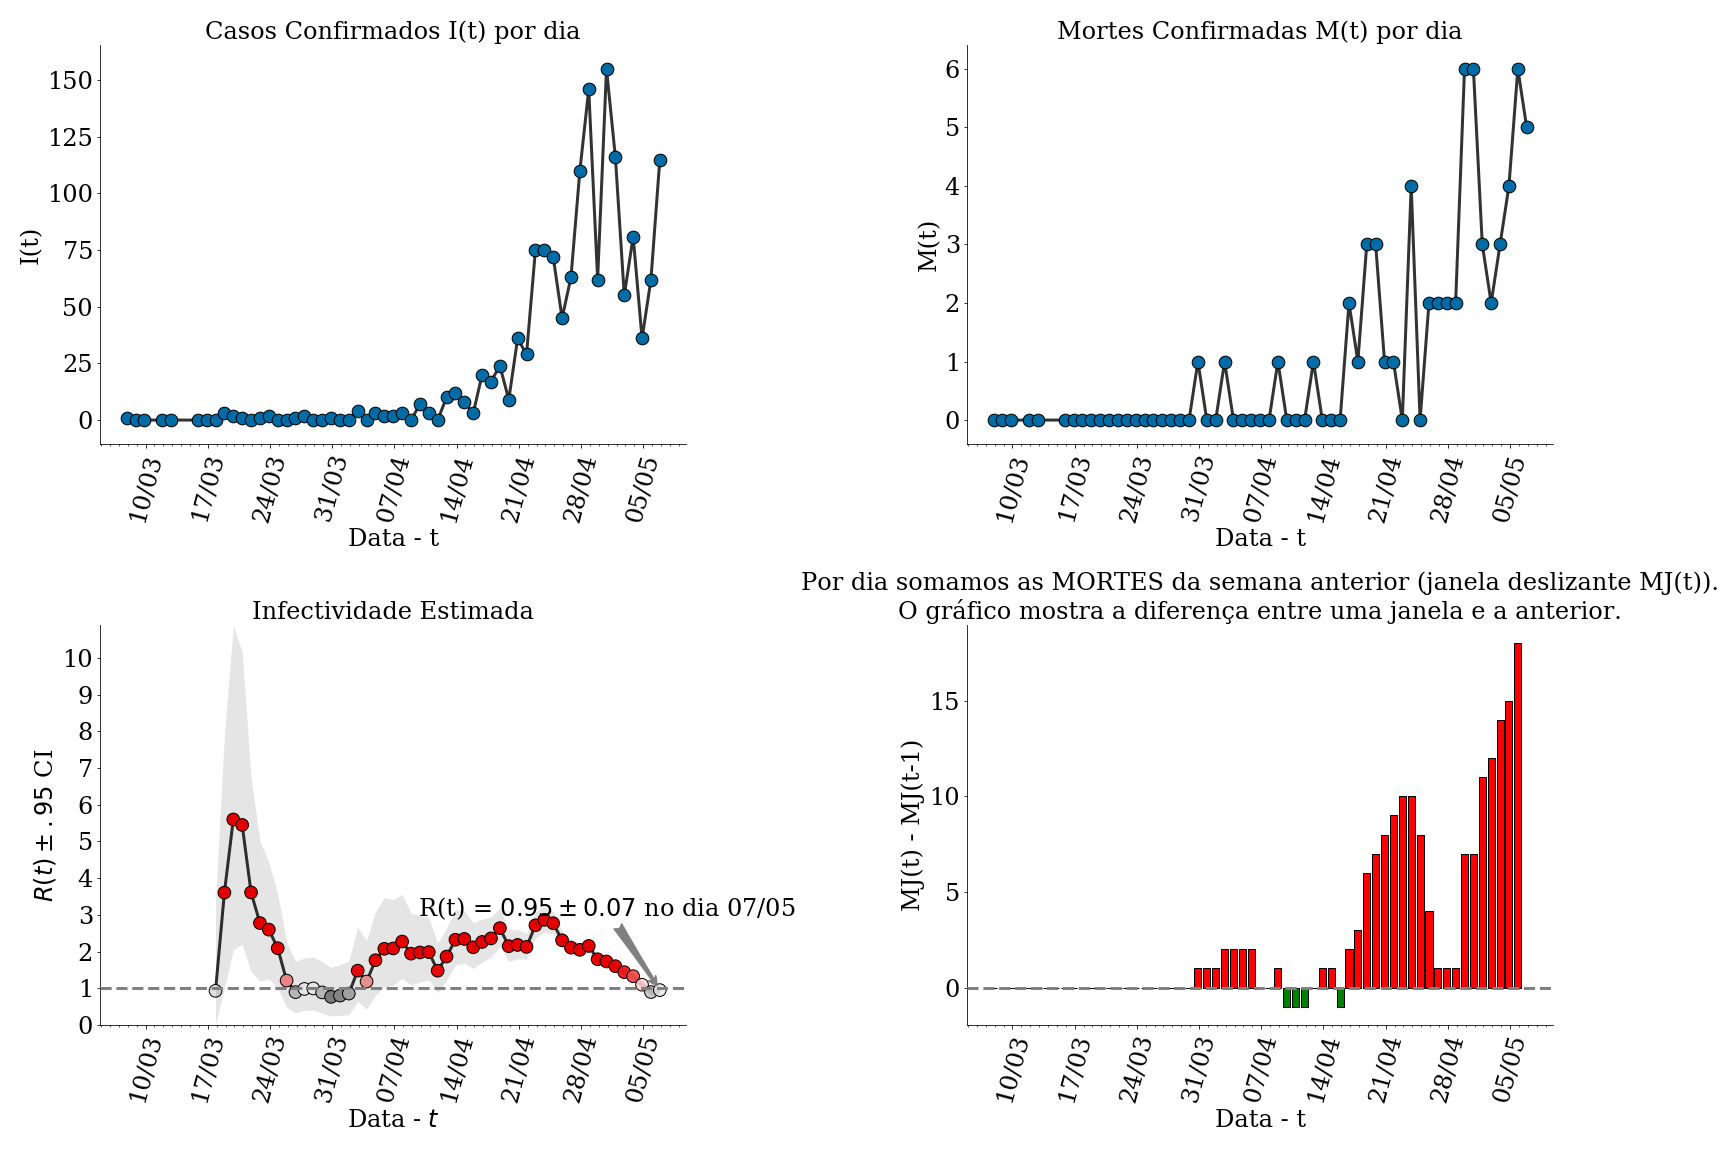 Casos Confirmados I(t) por dia
I(t)
150
125
100
75
50
25
0
10/03 17/03 24/03 31/03 07/04 14/04 21/04 28/04 05/05
Data - t
Mortes Confirmadas M(t) por dia
M(t)
6
5
4
3
2
1
0
10/03 17/03 24/03 31/03 07/04 14/04 21/04 28/04 05/05
Data - t
Infectividade Estimada
R(t) ± .95 CI
10
9
8
7
6
5
4
3
2
1
0
R(t) = 0.95 ± 0.07 no dia 07/05
10/03 17/03 24/03 31/03 07/04 14/04 21/04 28/04 05/05
Data - t
Por dia somamos as MORTES da semana anterior (janela deslizante MJ(t)).
O gráfico mostra a diferença entre uma janela e a anterior.
MJ(t) - MJ(t-1)
15
10
5
0
10/03 17/03 24/03 31/03 07/04 14/04 21/04 28/04 05/05
Data - t